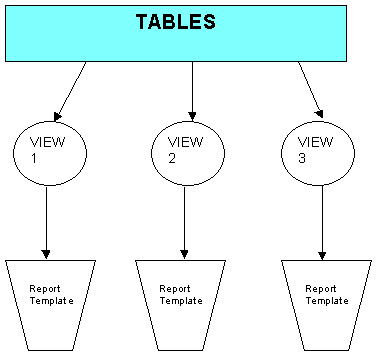 TABLES
VIEW
1
VIEW
2
VIEW
3
Report
Template
Report
Template
Report
Template